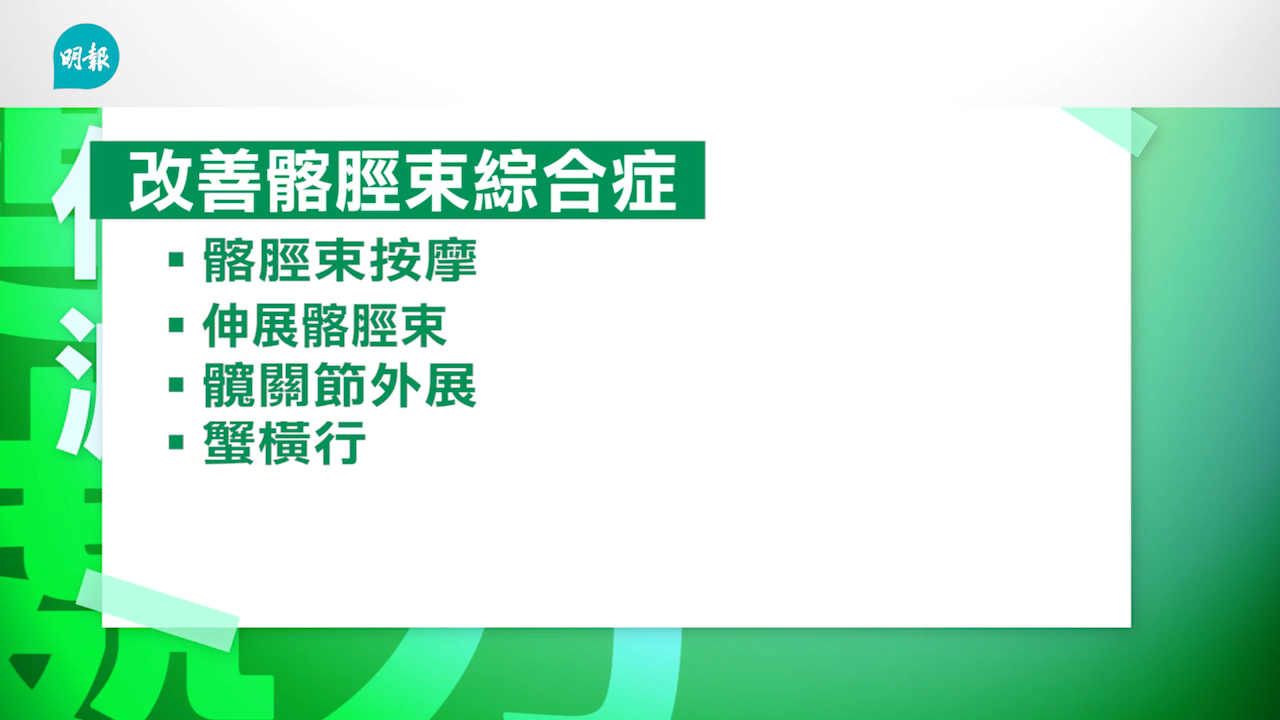 明報
改善髂脛束綜合症
▪ 髂脛束按摩
▪ 伸展髂脛束
▪ 髖關節外展
▪ 蟹橫行